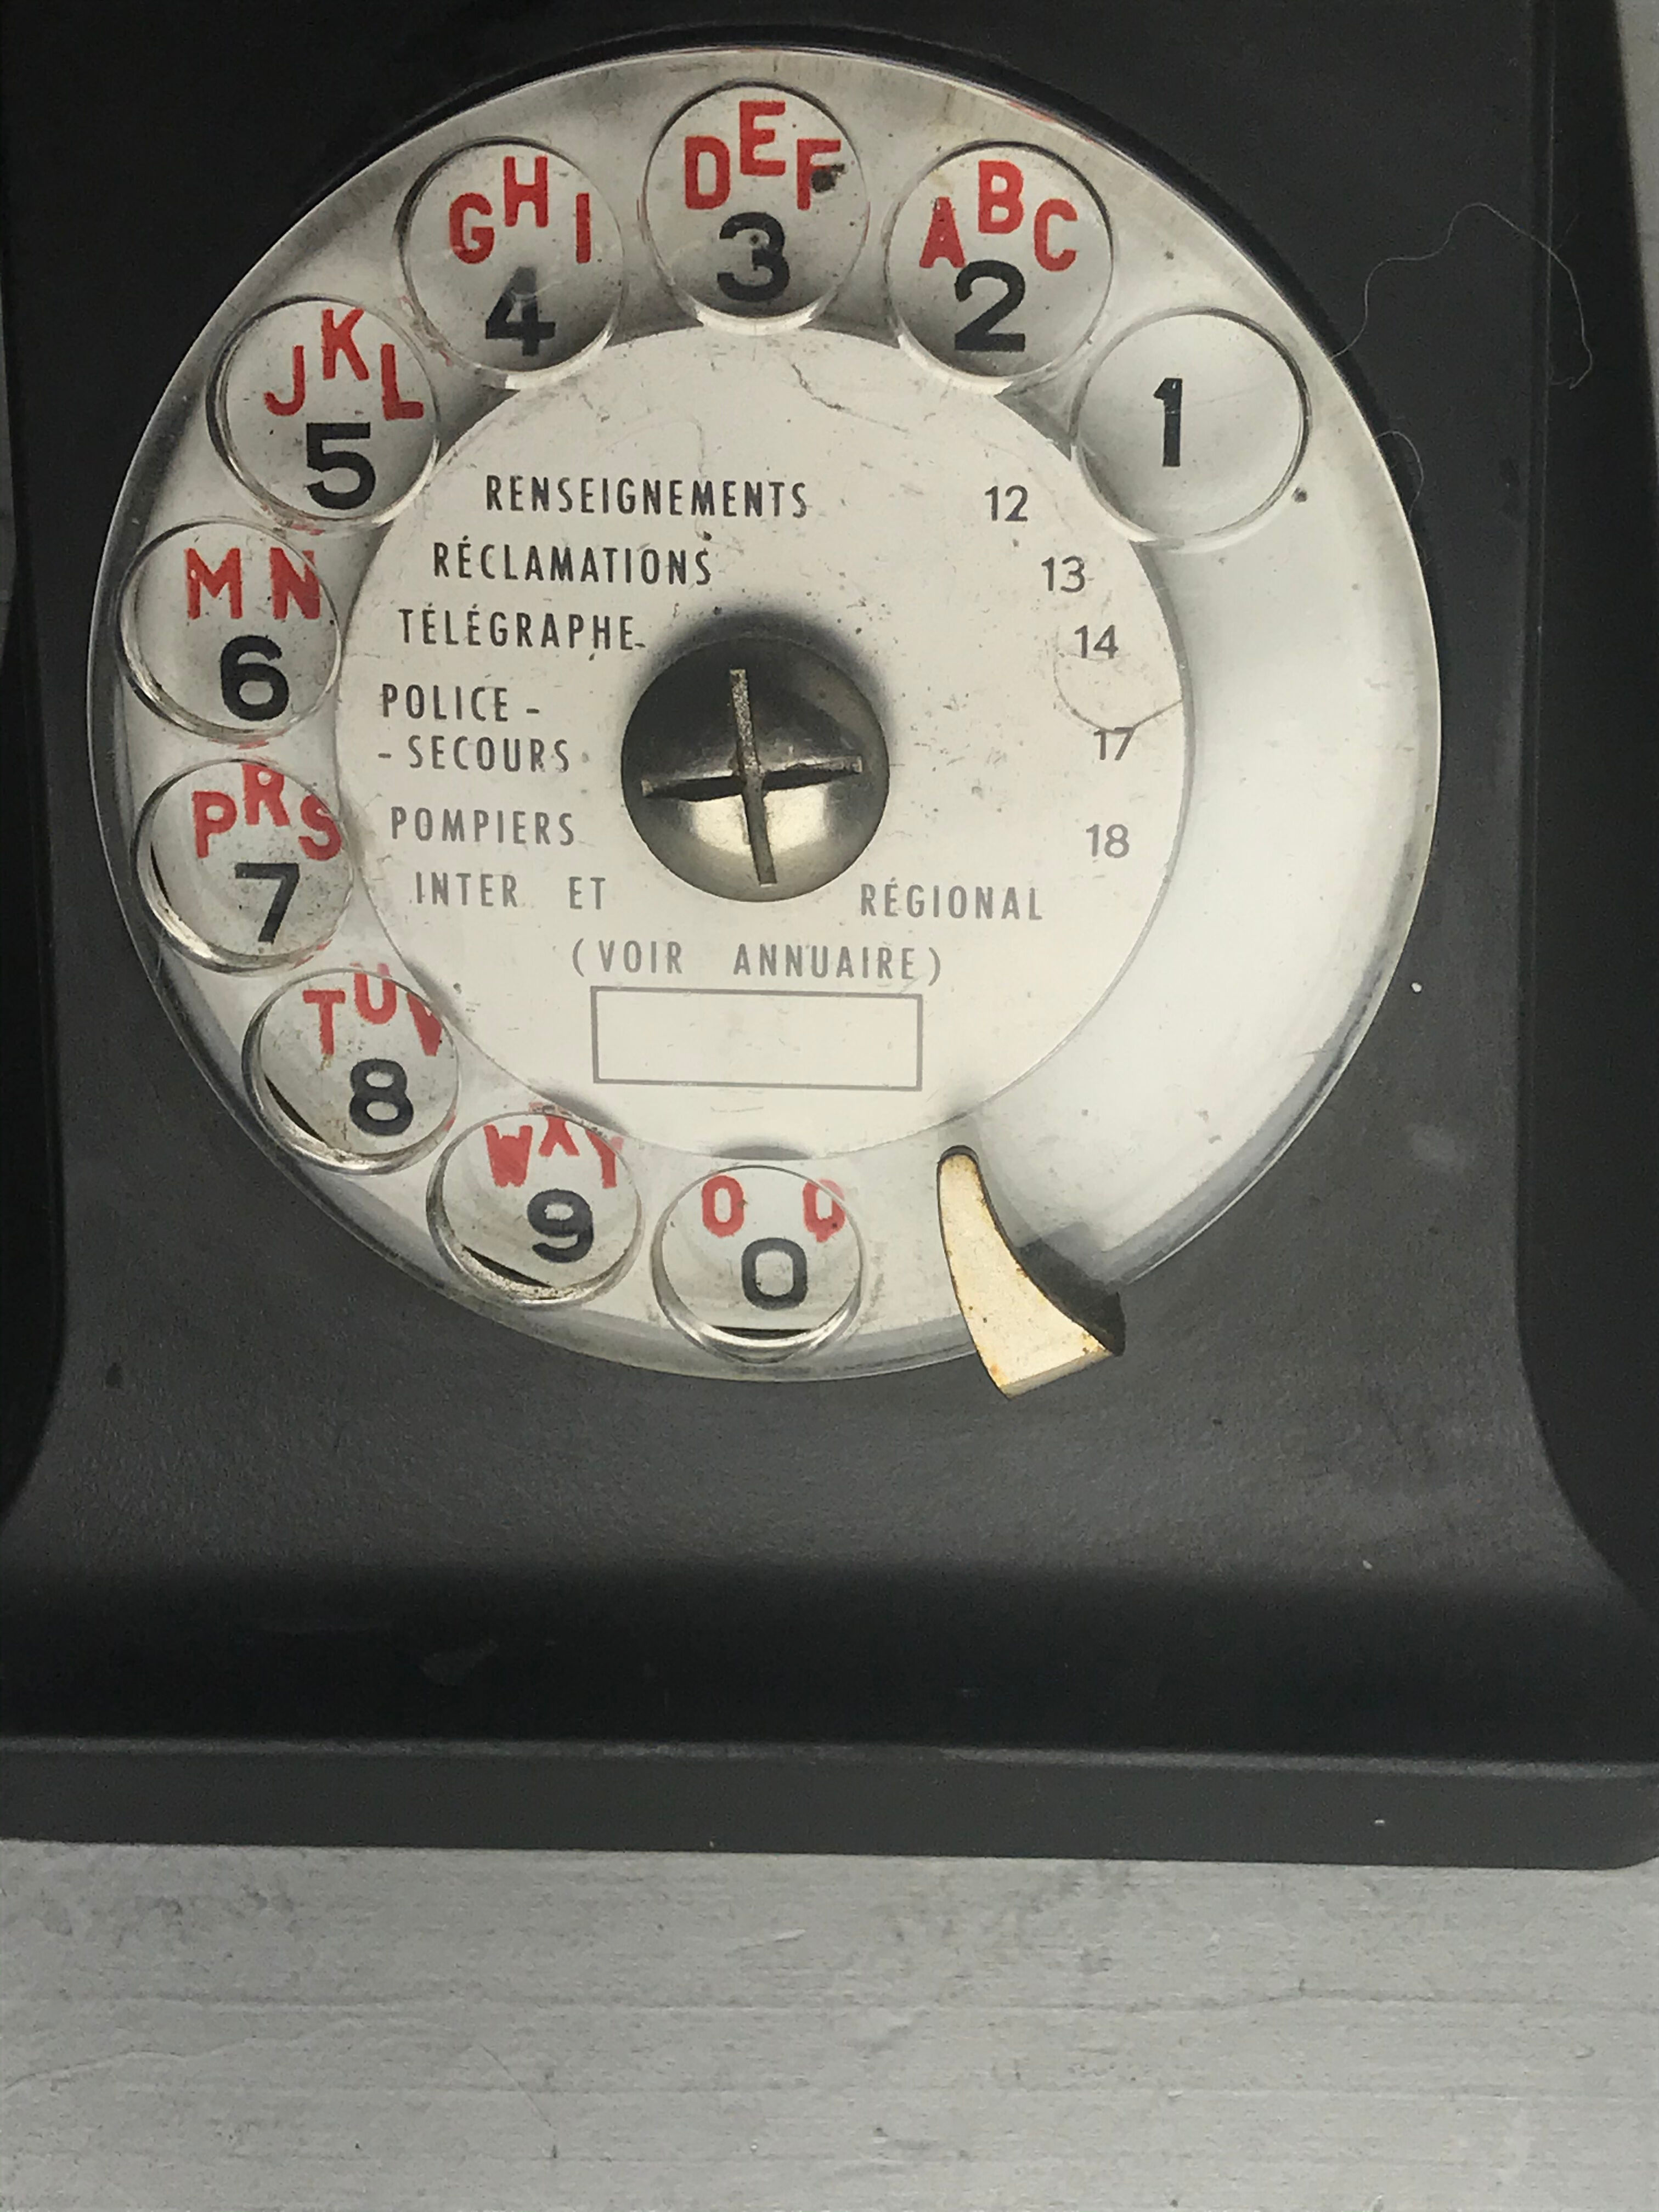 DEF
3
GHI
4
ABC
2
JKL
5
1
RENSEIGNEMENTS 12
RÉCLAMATIONS 13
TÉLÉGRAPHE 14
MN
6
POLICE -
- SECOURS 17
PRS
7
POMPIERS 18
INTER ET RÉGIONAL
(VOIR ANNUAIRE)
TUV
8
WXY
9
O Q
0